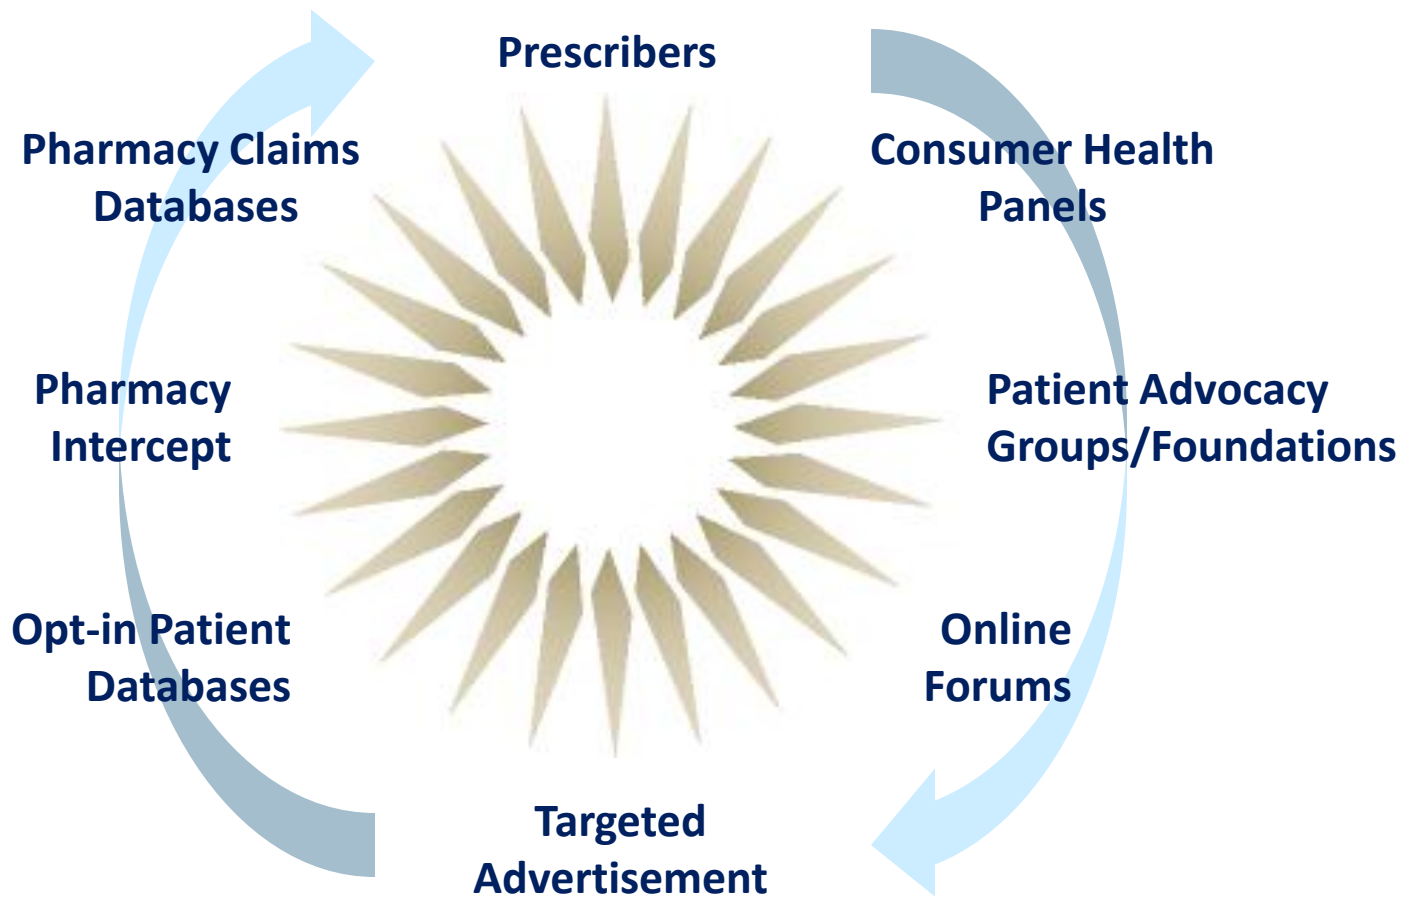 Prescribers
Pharmacy Claims
Databases
Consumer Health
Panels
Pharmacy
Intercept
Patient Advocacy
Groups/Foundations
Opt-in Patient
Databases
Online
Forums
Targeted
Advertisement